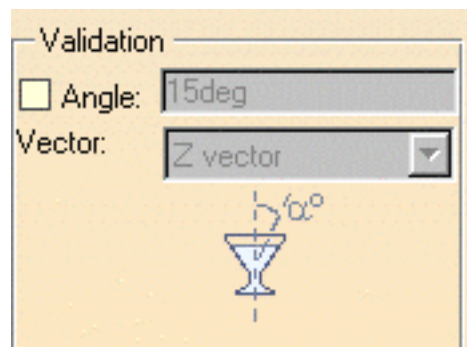 Validation
Angle: 15deg
Vector: Z vector
α°